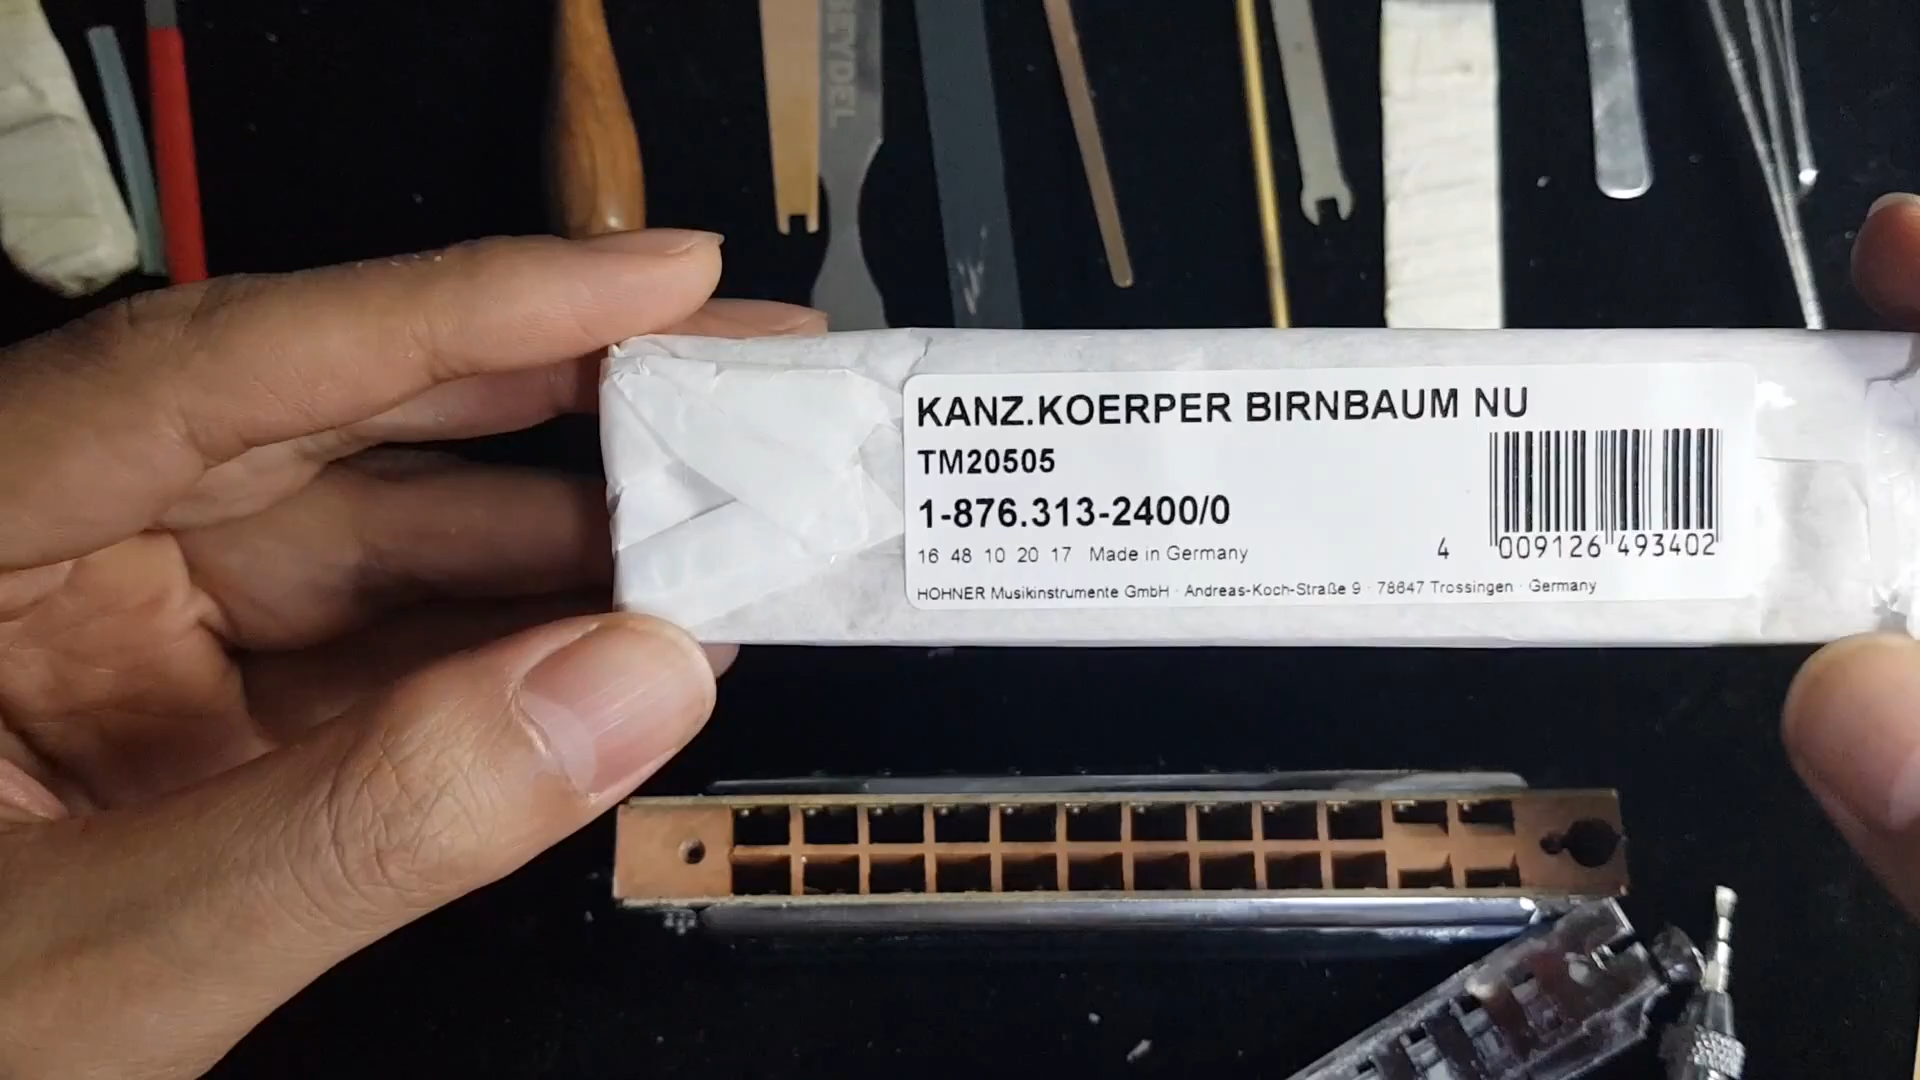 SEYDEL
KANZ.KOERPER BIRNBAUM NU
TM20505
1-876.313-2400/0
16 48 10 20 17 Made in Germany
4 009126 493402
HOHNER Musikinstrumente GmbH · Andreas-Koch-Straße 9 · 78647 Trossingen · Germany